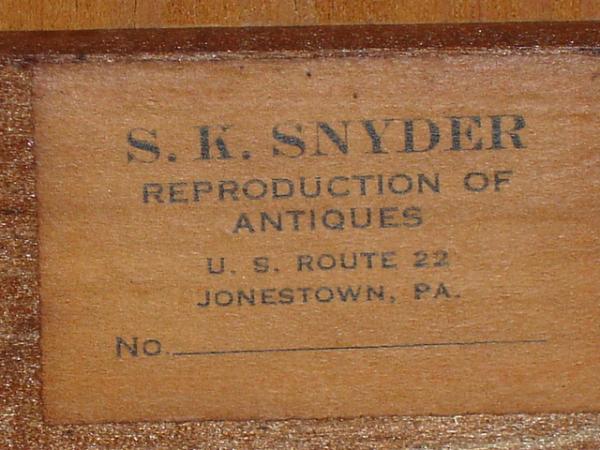 S. K. SNYDER
REPRODUCTION OF
ANTIQUES
U. S. ROUTE 22
JONESTOWN, PA.
No.